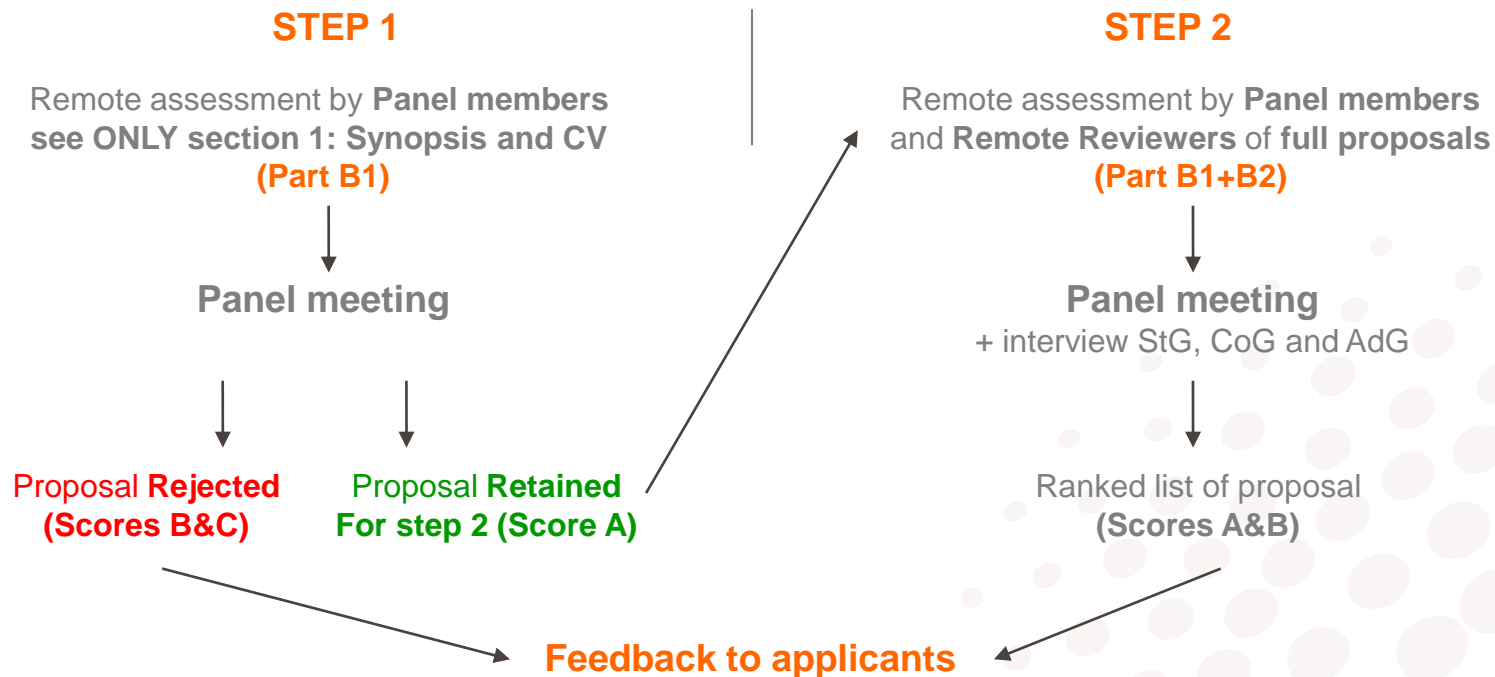 STEP 1
Remote assessment by Panel members
see ONLY section 1: Synopsis and CV
(Part B1)
Panel meeting
Proposal Rejected
(Scores B&C)
Proposal Retained
For step 2 (Score A)
STEP 2
Remote assessment by Panel members
and Remote Reviewers of full proposals
(Part B1+B2)
Panel meeting
+ interview StG, CoG and AdG
Ranked list of proposal
(Scores A&B)
Feedback to applicants